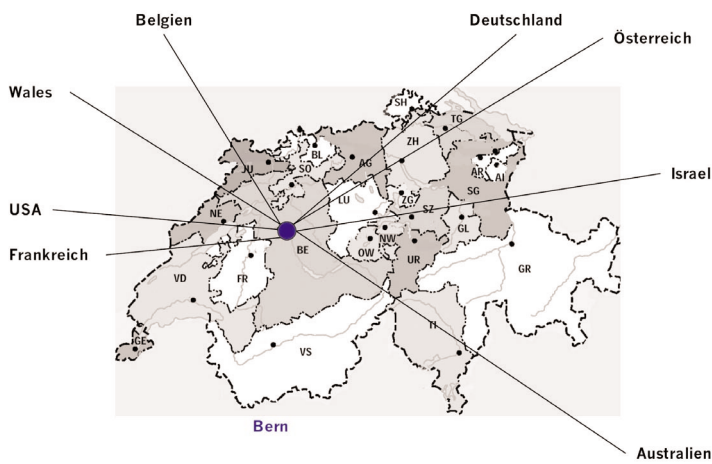 Belgien
Deutschland
Österreich
Wales
SH
TG
ZH
BL
JU
SO
AG
AR
AI
Israel
LU
ZG
SG
USA
NE
SZ
GL
NW
Frankreich
BE
OW
UR
VD
FR
GR
TI
GE
VS
Bern
Australien